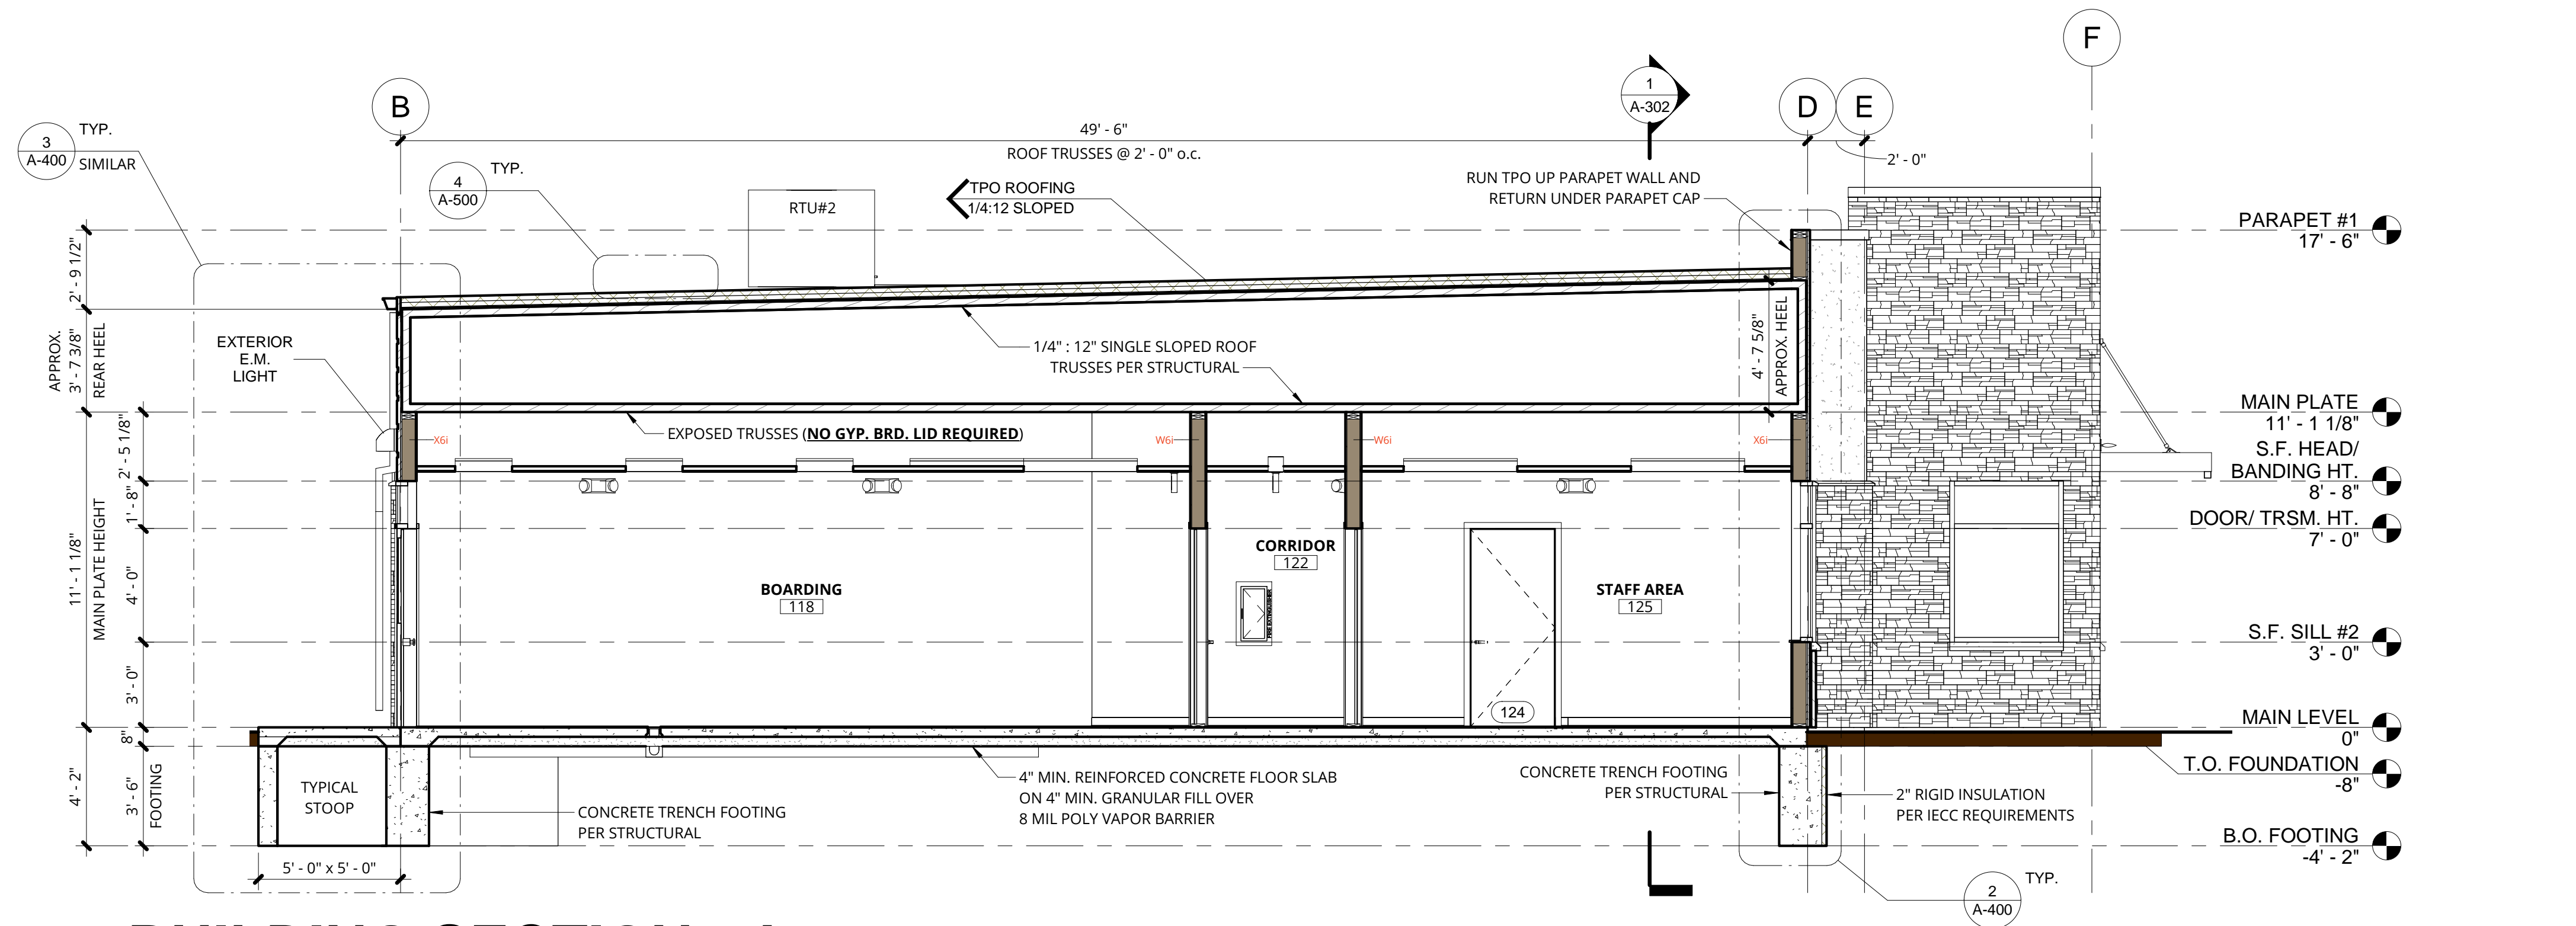 F
B
1
A-302
D
E
3
A-400
TYP.
SIMILAR
49' - 6"
ROOF TRUSSES @ 2' - 0" o.c.
2' - 0"
4
A-500
TYP.
RTU#2
TPO ROOFING
1/4:12 SLOPED
RUN TPO UP PARAPET WALL AND
RETURN UNDER PARAPET CAP
PARAPET #1
17' - 6"
2' - 9 1/2"
APPROX.
3' - 7 3/8"
REAR HEEL
EXTERIOR
E.M.
LIGHT
1/4" : 12" SINGLE SLOPED ROOF
TRUSSES PER STRUCTURAL
4' - 7 5/8"
APPROX. HEEL
MAIN PLATE
11' - 1 1/8"
EXPOSED TRUSSES (NO GYP. BRD. LID REQUIRED)
X6i
W6i
W6i
X6i
2' - 5 1/8"
S.F. HEAD/
BANDING HT.
8' - 8"
1' - 8"
DOOR/ TRSM. HT.
7' - 0"
11' - 1 1/8"
MAIN PLATE HEIGHT
4' - 0"
BOARDING
118
CORRIDOR
122
FIRE EXTINGUISHER
STAFF AREA
125
S.F. SILL #2
3' - 0"
3' - 0"
124
MAIN LEVEL
0"
8"
T.O. FOUNDATION
-8"
4' - 2"
3' - 6"
FOOTING
TYPICAL
STOOP
CONCRETE TRENCH FOOTING
PER STRUCTURAL
4" MIN. REINFORCED CONCRETE FLOOR SLAB
ON 4" MIN. GRANULAR FILL OVER
8 MIL POLY VAPOR BARRIER
CONCRETE TRENCH FOOTING
PER STRUCTURAL
2" RIGID INSULATION
PER IECC REQUIREMENTS
B.O. FOOTING
-4' - 2"
5' - 0" x 5' - 0"
2
A-400
TYP.